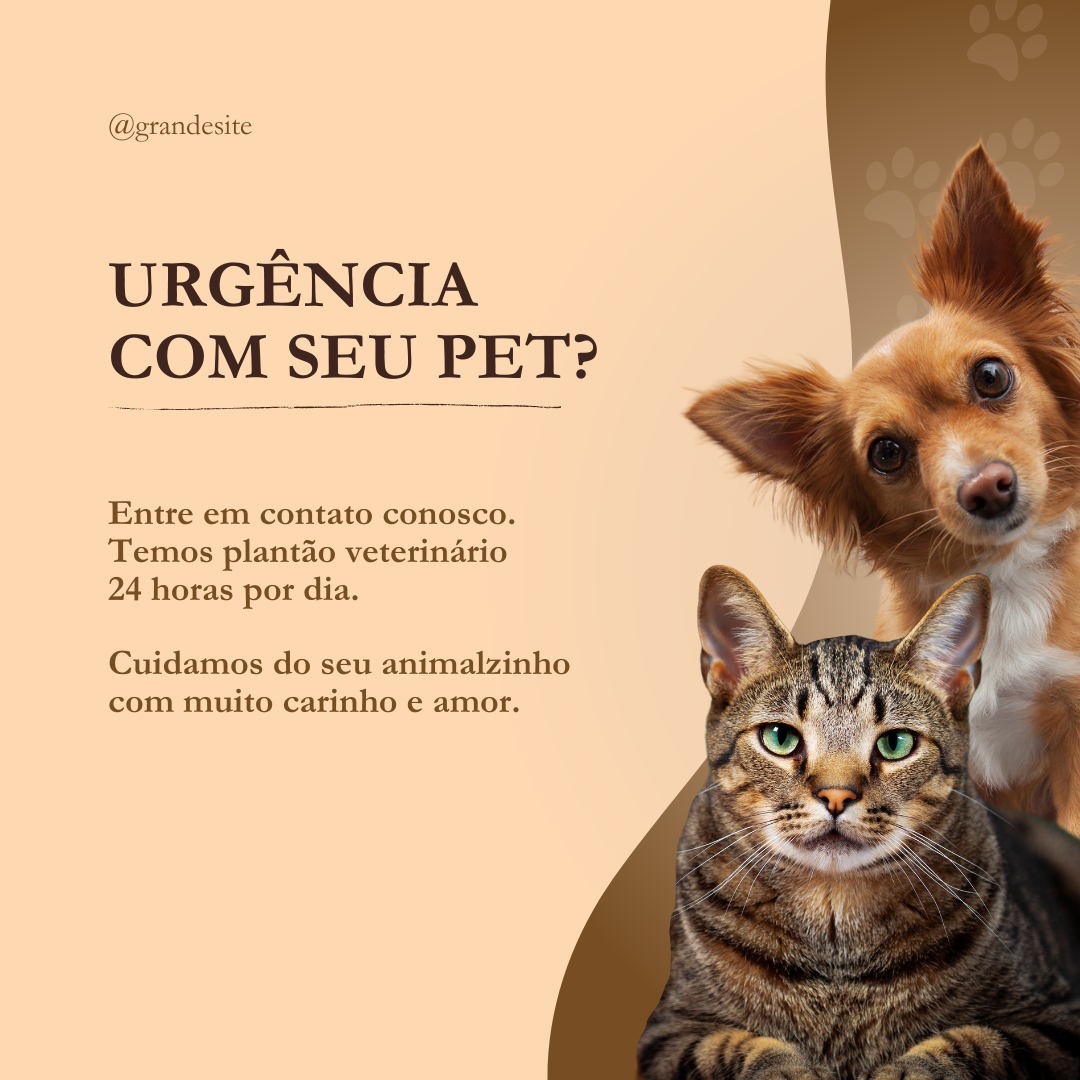 @grandesite
URGÊNCIA
COM SEU PET?
Entre em contato conosco.
Temos plantão veterinário
24 horas por dia.
Cuidamos do seu animalzinho
com muito carinho e amor.